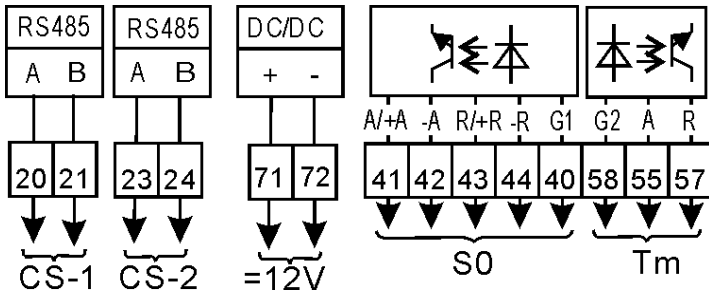 RS485 RS485 DC/DC
A B A B + -
A/+A -A R/+R -R G1 G2 A R
20 21 23 24 71 72 41 42 43 44 40 58 55 57
CS-1 CS-2 =12V S0 Tm